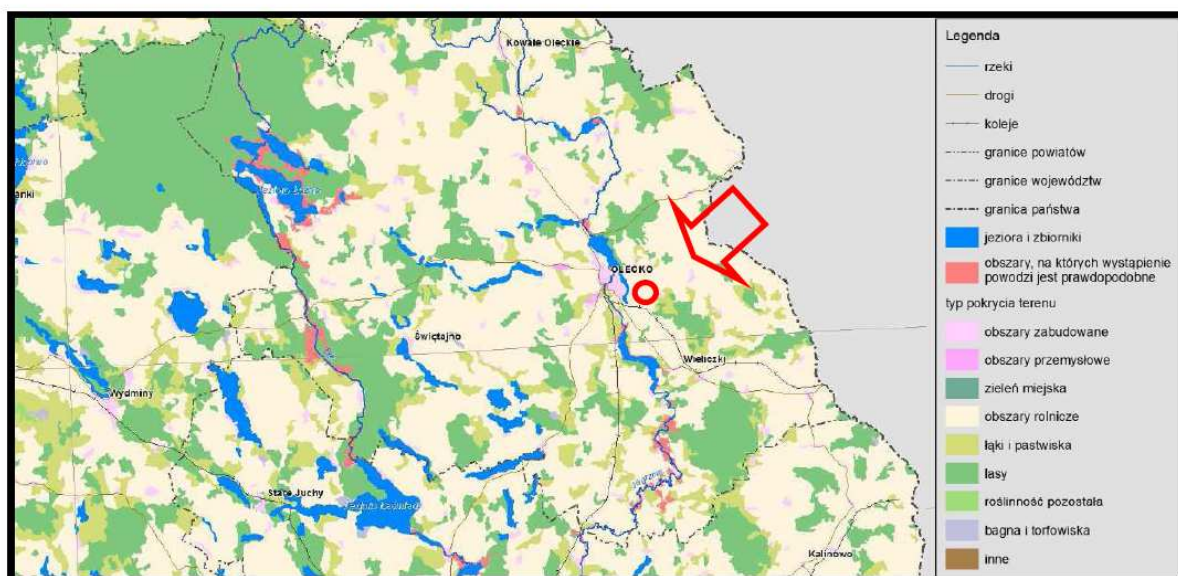 Kowale Oleckie
OLECKO
Świętajno
Wieliczki
Wydminy
Stare Juchy
Kalinowo
Legenda
rzeki
drogi
koleje
granice powiatów
granice województw
granica państwa
jeziora i zbiorniki
obszary, na których wystąpienie
powodzi jest prawdopodobne
typ pokrycia terenu
obszary zabudowane
obszary przemysłowe
zieleń miejska
obszary rolnicze
łąki i pastwiska
lasy
roślinność pozostała
bagna i torfowiska
inne